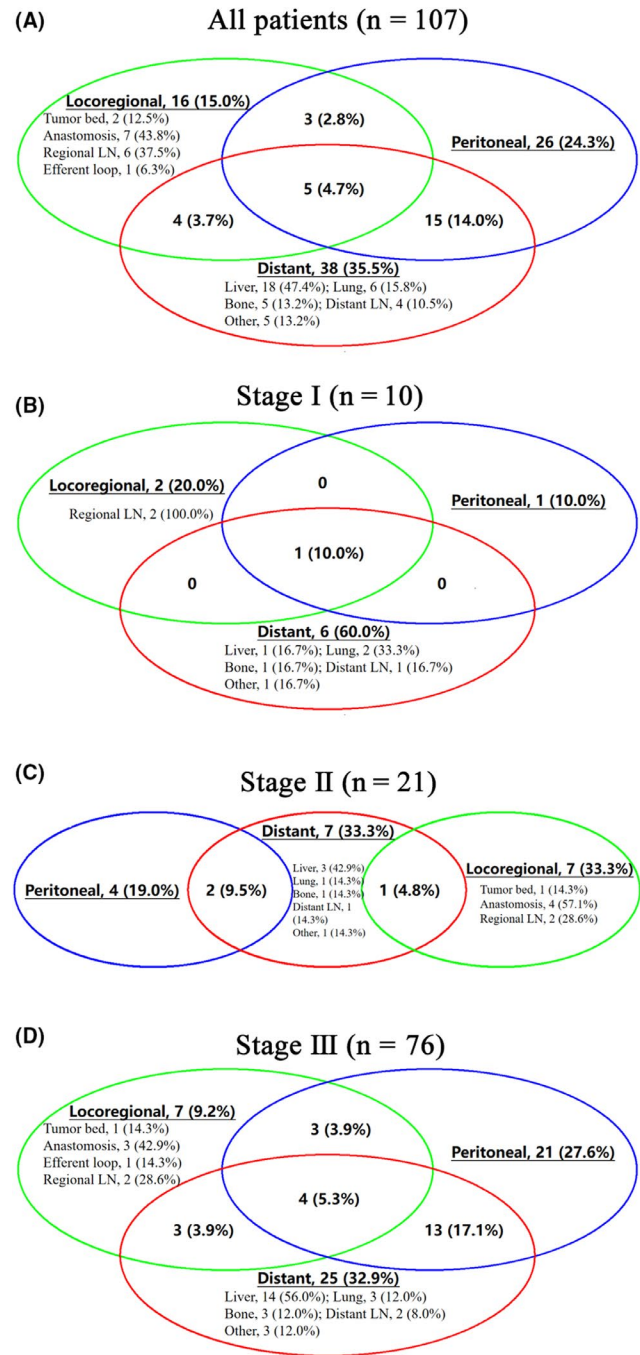 (A)
All patients (n = 107)
Locoregional, 16 (15.0%)
Tumor bed, 2 (12.5%)
Anastomosis, 7 (43.8%)
Regional LN, 6 (37.5%)
Efferent loop, 1 (6.3%)
3 (2.8%)
Peritoneal, 26 (24.3%)
5 (4.7%)
4 (3.7%)
15 (14.0%)
Distant, 38 (35.5%)
Liver, 18 (47.4%); Lung, 6 (15.8%)
Bone, 5 (13.2%); Distant LN, 4 (10.5%)
Other, 5 (13.2%)
(B)
Stage I (n = 10)
Locoregional, 2 (20.0%)
Regional LN, 2 (100.0%)
0
Peritoneal, 1 (10.0%)
1 (10.0%)
0
0
Distant, 6 (60.0%)
Liver, 1 (16.7%); Lung, 2 (33.3%)
Bone, 1 (16.7%); Distant LN, 1 (16.7%)
Other, 1 (16.7%)
(C)
Stage II (n = 21)
Peritoneal, 4 (19.0%)
2 (9.5%)
Distant, 7 (33.3%)
Liver, 3 (42.9%)
Lung, 1 (14.3%)
Bone, 1 (14.3%)
Distant LN, 1
(14.3%)
Other, 1 (14.3%)
1 (4.8%)
Locoregional, 7 (33.3%)
Tumor bed, 1 (14.3%)
Anastomosis, 4 (57.1%)
Regional LN, 2 (28.6%)
(D)
Stage III (n = 76)
Locoregional, 7 (9.2%)
Tumor bed, 1 (14.3%)
Anastomosis, 3 (42.9%)
Efferent loop, 1 (14.3%)
Regional LN, 2 (28.6%)
3 (3.9%)
Peritoneal, 21 (27.6%)
4 (5.3%)
3 (3.9%)
13 (17.1%)
Distant, 25 (32.9%)
Liver, 14 (56.0%); Lung, 3 (12.0%)
Bone, 3 (12.0%); Distant LN, 2 (8.0%)
Other, 3 (12.0%)